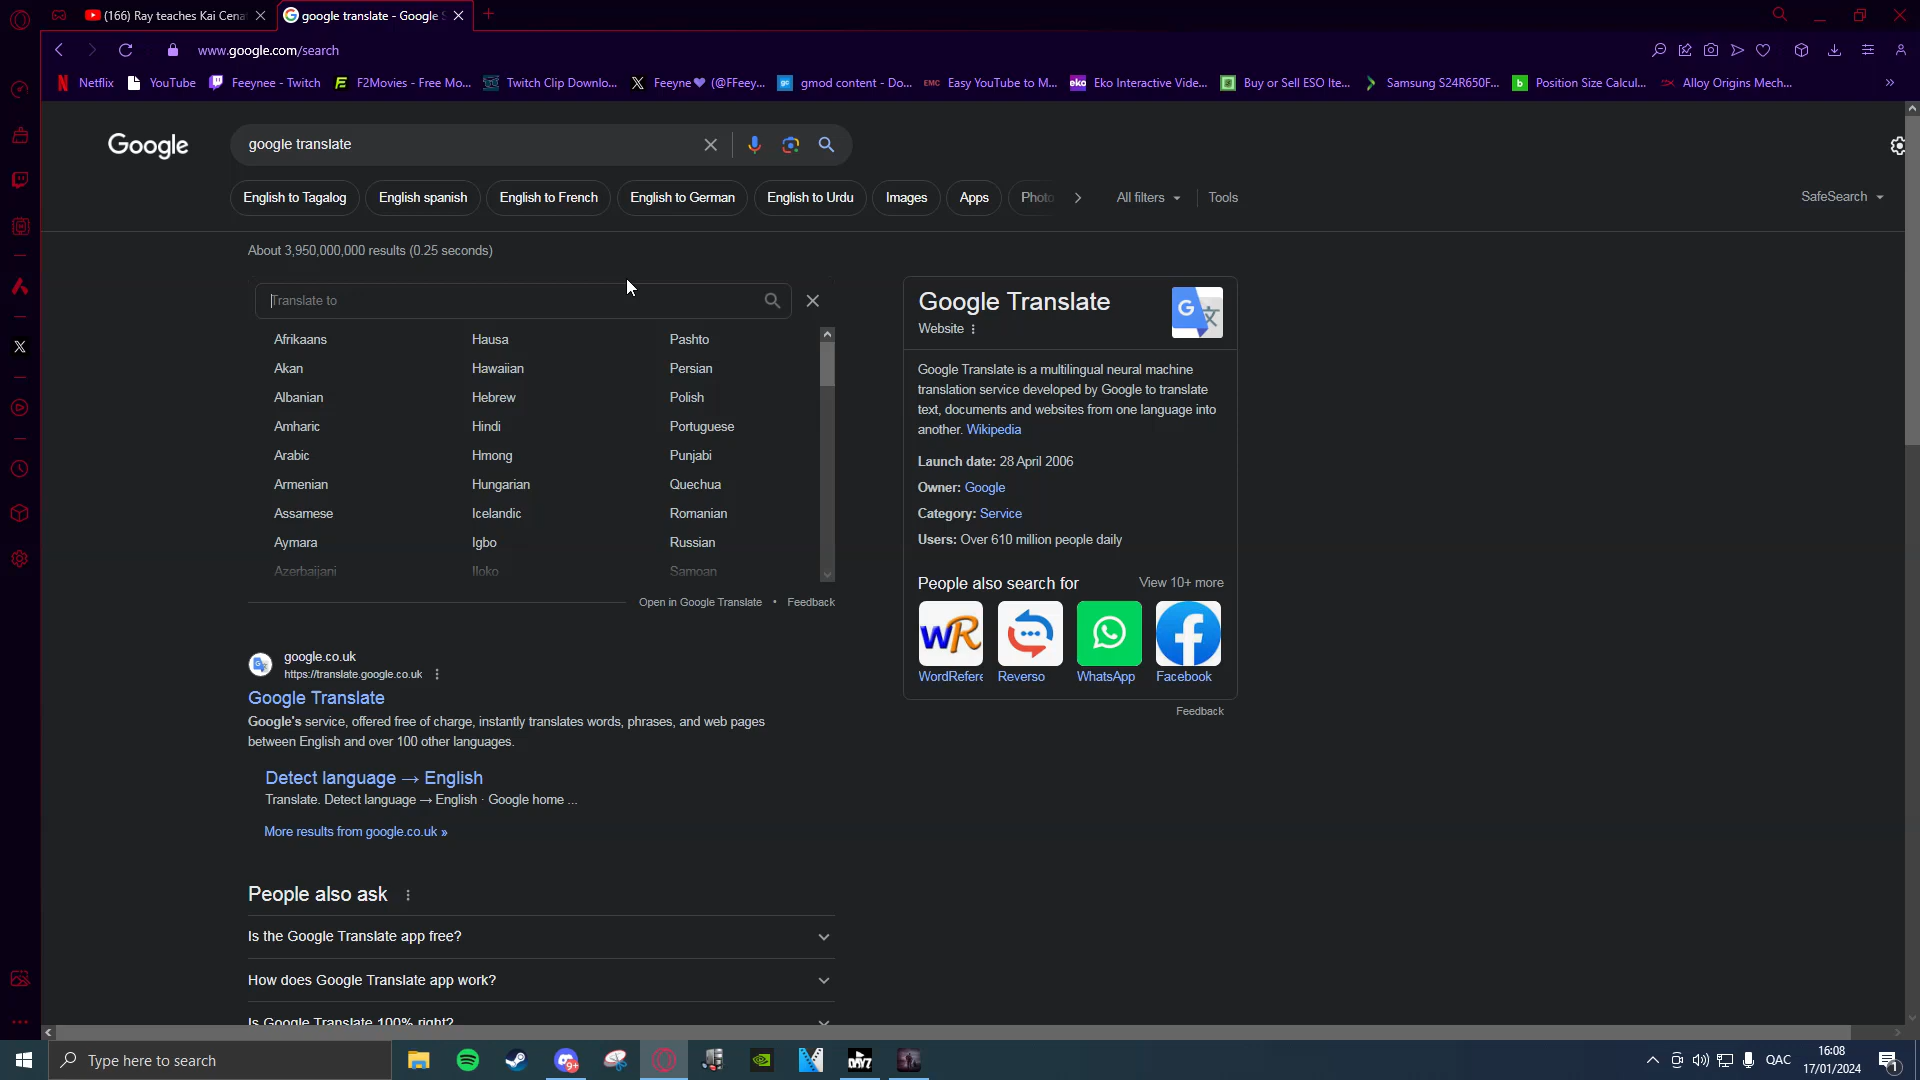 (166) Ray teaches Kai Cena
google translate - Google S
www.google.com/search
Netflix
YouTube
Feeynee - Twitch
F2Movies - Free Mo...
Twitch Clip Downlo...
Feeyne♥ (@FFeey...
gmod content - Do...
EMC
Easy YouTube to M...
eko
Eko Interactive Vide...
Buy or Sell ESO Ite...
Samsung S24R650F...
Position Size Calcul...
Alloy Origins Mech...
Google
google translate
English to Tagalog
English spanish
English to French
English to German
English to Urdu
Images
Apps
Photo
All filters
Tools
SafeSearch
About 3,950,000,000 results (0.25 seconds)
Translate to
Afrikaans Hausa Pashto
Akan Hawaiian Persian
Albanian Hebrew Polish
Amharic Hindi Portuguese
Arabic Hmong Punjabi
Armenian Hungarian Quechua
Assamese Icelandic Romanian
Aymara Igbo Russian
Azerbaijani Iloko Samoan
Open in Google Translate • Feedback
google.co.uk
https://translate.google.co.uk
Google Translate
Google's service, offered free of charge, instantly translates words, phrases, and web pages
between English and over 100 other languages.
Detect language → English
Translate. Detect language → English · Google home ...
More results from google.co.uk »
People also ask
Is the Google Translate app free?
How does Google Translate app work?
Is Google Translate 100% right?
Google Translate
Website
Google Translate is a multilingual neural machine
translation service developed by Google to translate
text, documents and websites from one language into
another. Wikipedia
Launch date: 28 April 2006
Owner: Google
Category: Service
Users: Over 610 million people daily
People also search for
View 10+ more
WordRefere
Reverso
WhatsApp
Facebook
Feedback
Type here to search
9+
DAYZ
QAC
16:08
17/01/2024
1